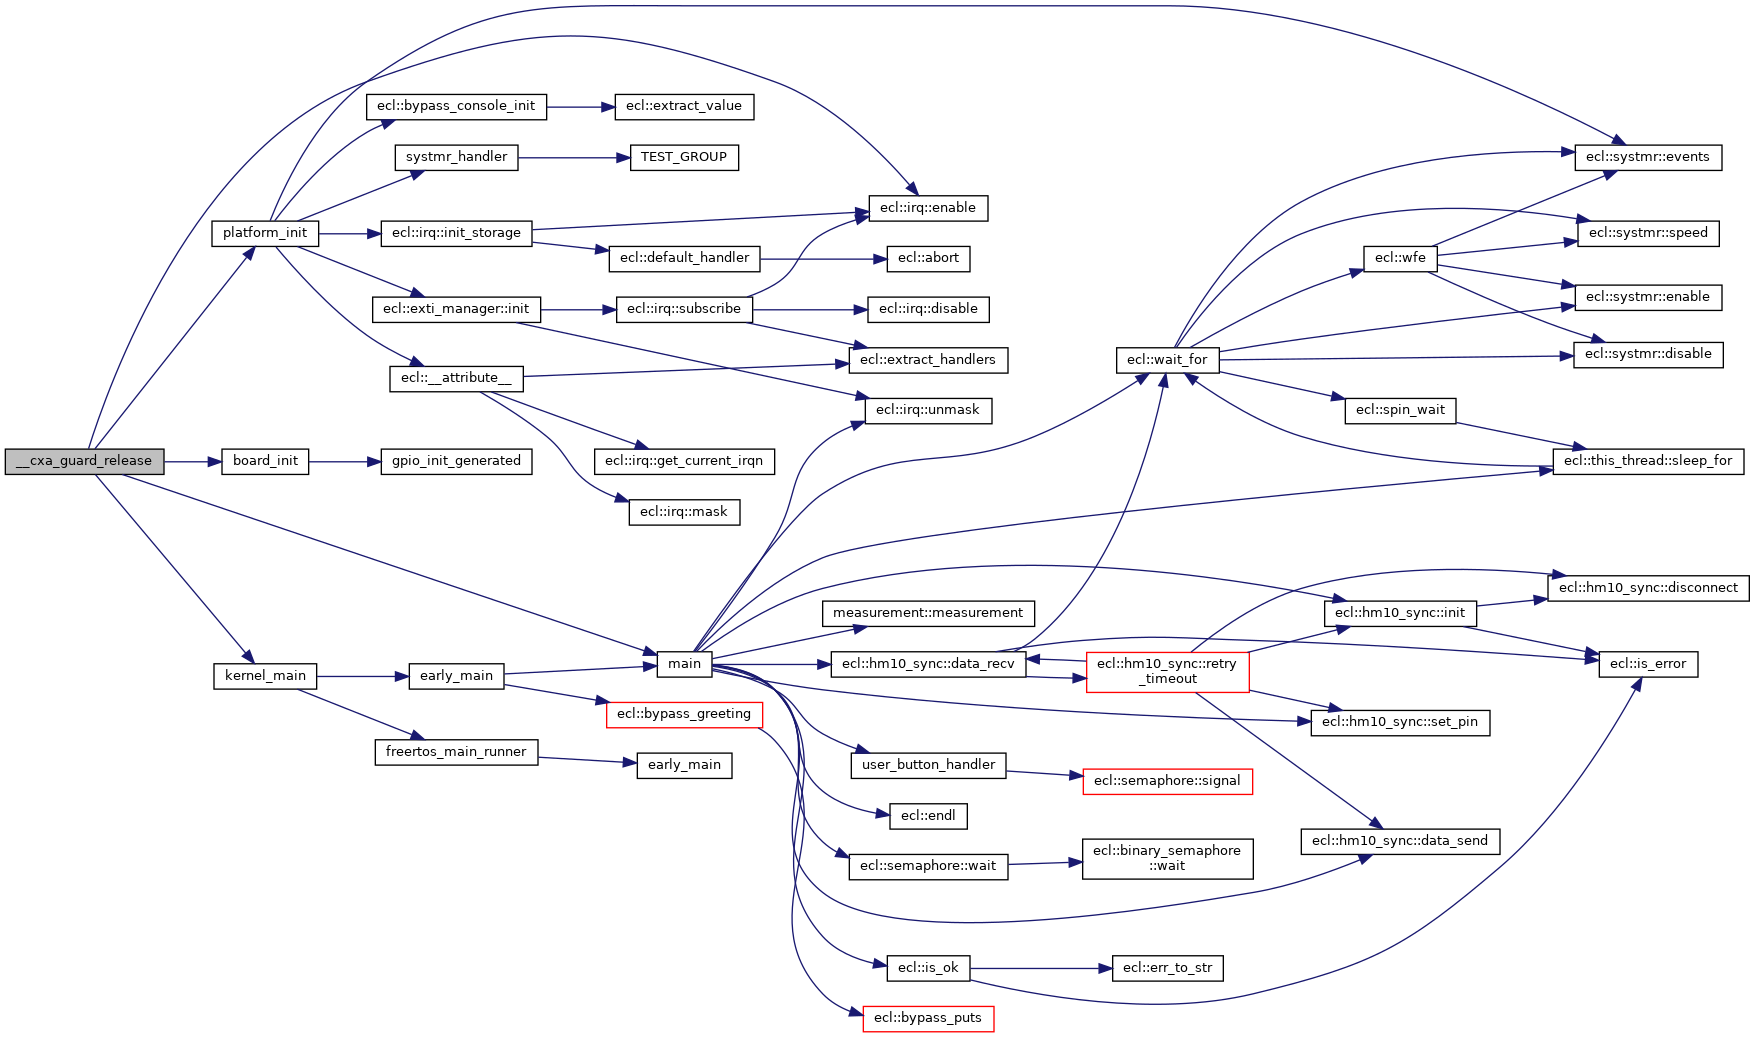 __cxa_guard_release
platform_init
board_init
kernel_main
ecl::bypass_console_init
systmr_handler
ecl::irq::init_storage
ecl::exti_manager::init
ecl::__attribute__
gpio_init_generated
early_main
freertos_main_runner
ecl::extract_value
TEST_GROUP
ecl::default_handler
ecl::irq::subscribe
ecl::irq::get_current_irqn
ecl::irq::mask
main
ecl::bypass_greeting
early_main
ecl::irq::enable
ecl::abort
ecl::irq::disable
ecl::extract_handlers
ecl::irq::unmask
measurement::measurement
ecl::hm10_sync::data_recv
user_button_handler
ecl::endl
ecl::semaphore::wait
ecl::is_ok
ecl::bypass_puts
ecl::wait_for
ecl::hm10_sync::retry
_timeout
ecl::semaphore::signal
ecl::binary_semaphore
::wait
ecl::err_to_str
ecl::wfe
ecl::spin_wait
ecl::hm10_sync::init
ecl::hm10_sync::set_pin
ecl::hm10_sync::data_send
ecl::systmr::events
ecl::systmr::speed
ecl::systmr::enable
ecl::systmr::disable
ecl::this_thread::sleep_for
ecl::hm10_sync::disconnect
ecl::is_error